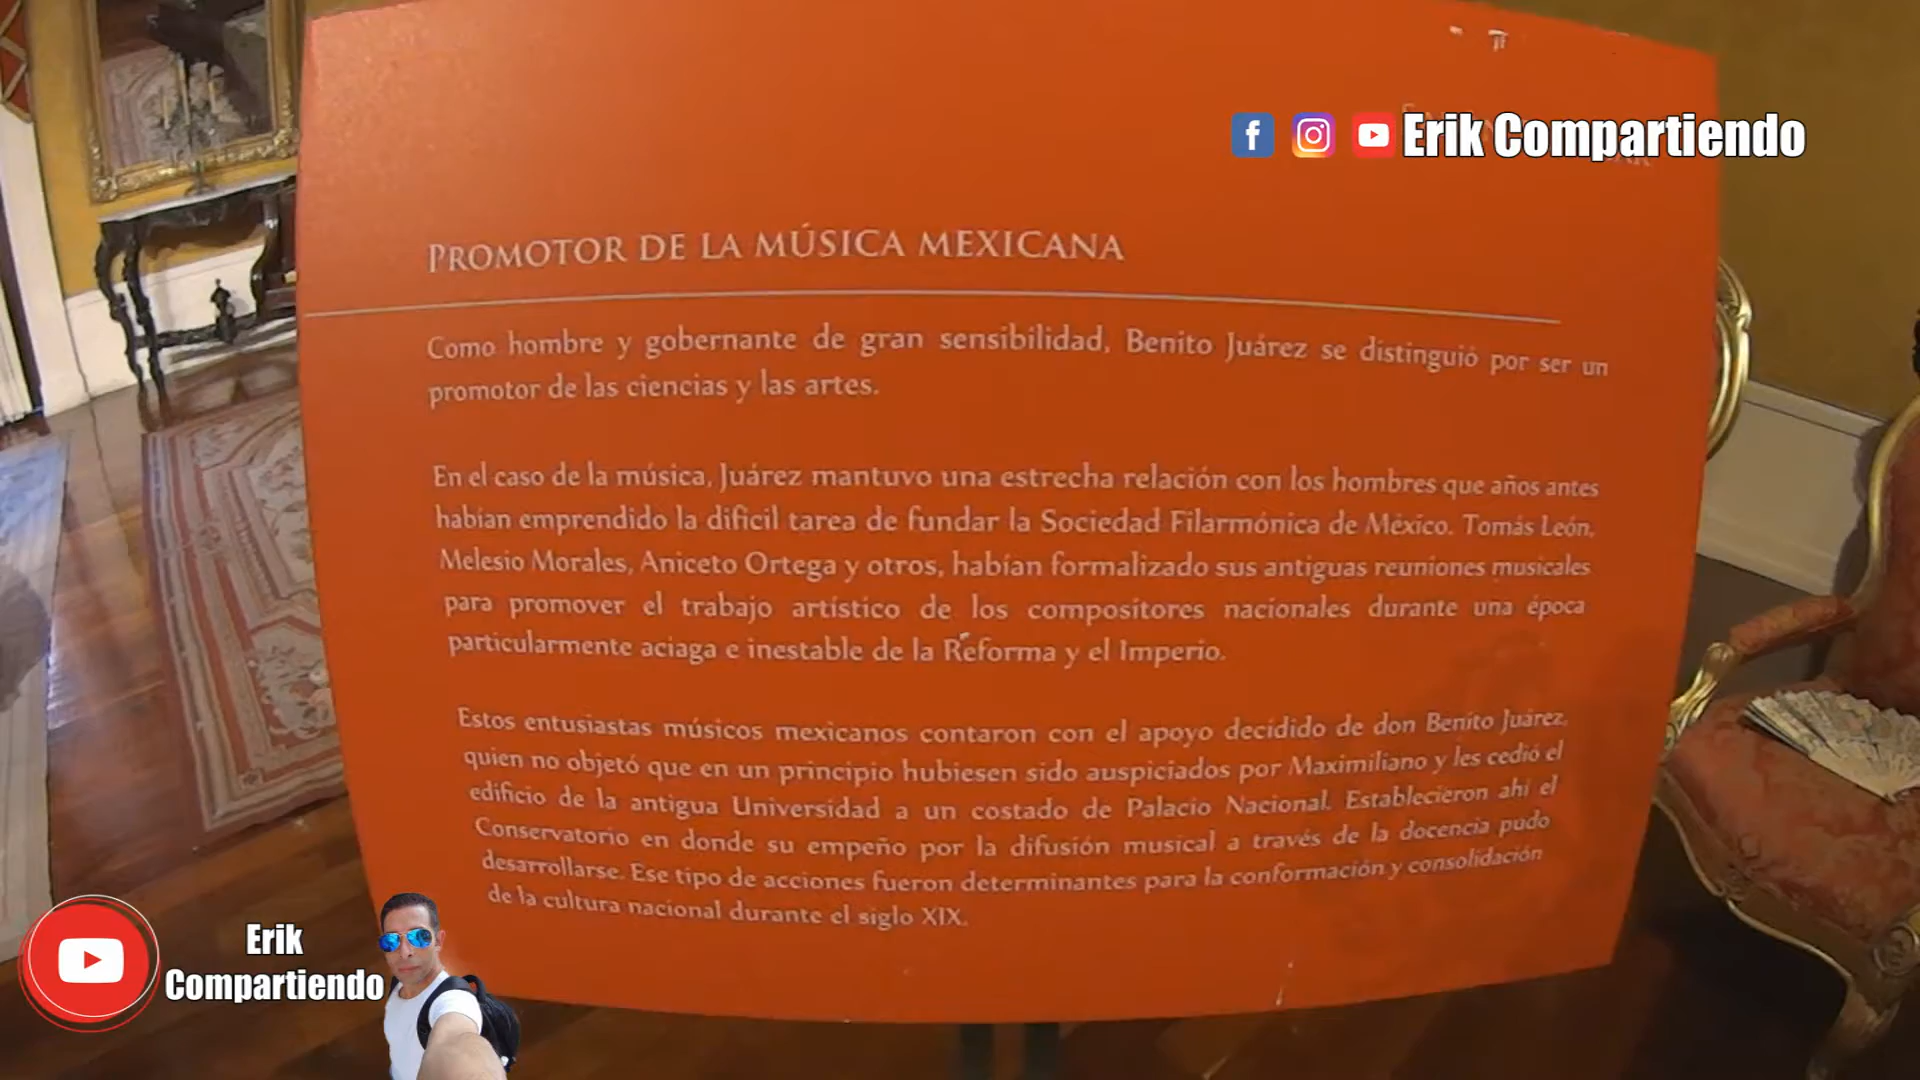 Erik Compartiendo
PROMOTOR DE LA MÚSICA MEXICANA
Como hombre y gobernante de gran sensibilidad, Benito Juárez se distinguió por ser un
promotor de las ciencias y las artes.
En el caso de la música, Juárez mantuvo una estrecha relación con los hombres que años antes
habían emprendido la dificil tarea de fundar la Sociedad Filarmónica de México. Tomás León,
Melesio Morales, Aniceto Ortega y otros, habían formalizado sus antiguas reuniones musicales
para promover el trabajo artístico de los compositores nacionales durante una época
particularmente aciaga e inestable de la Reforma y el Imperio.
Estos entusiastas músicos mexicanos contaron con el apoyo decidido de don Benito Juárez,
quien no objetó que en un principio hubiesen sido auspiciados por Maximiliano y les cedió el
edificio de la antigua Universidad a un costado de Palacio Nacional. Establecieron ahí el
Conservatorio en donde su empeño por la difusión musical a través de la docencia pudo
desarrollarse. Ese tipo de acciones fueron determinantes para la conformación y consolidación
de la cultura nacional durante el siglo XIX.
Erik
Compartiendo